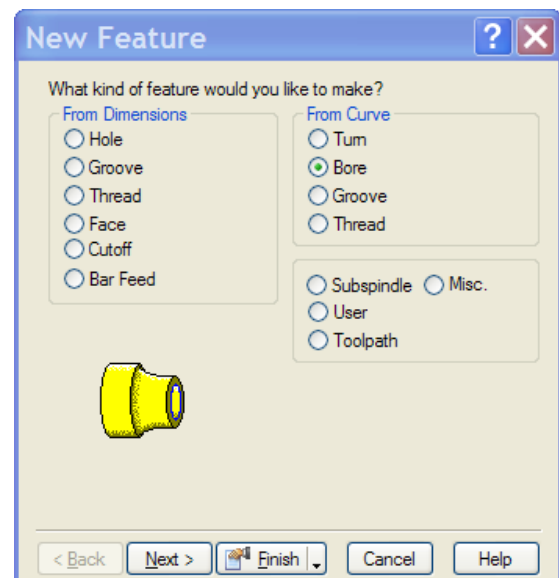 New Feature
What kind of feature would you like to make?
From Dimensions
Hole
Groove
Thread
Face
Cutoff
Bar Feed
From Curve
Turn
Bore
Groove
Thread
Subspindle Misc.
User
Toolpath
< Back Next > Finish Cancel Help